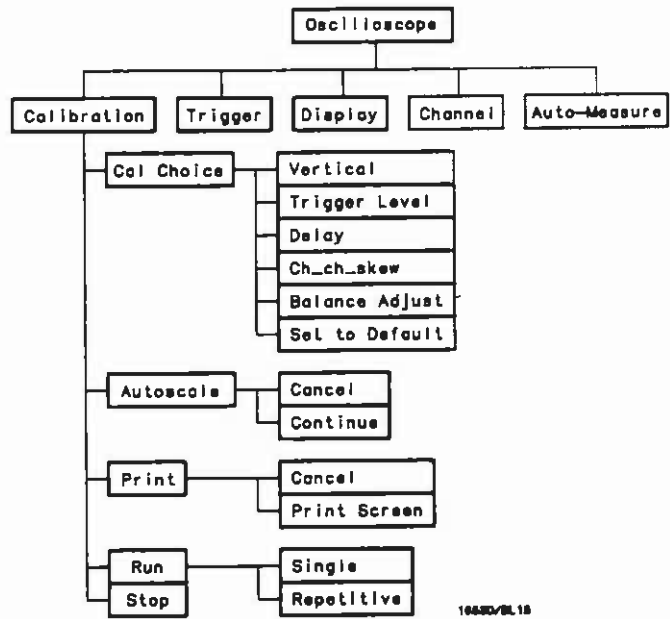 Oscilloscope
Calibration
Trigger
Display
Channel
Auto-Measure
Cal Choice
Vertical
Trigger Level
Delay
Ch_ch_skew
Balance Adjust
Set to Default
Autoscale
Cancel
Continue
Print
Cancel
Print Screen
Run
Single
Stop
Repetitive